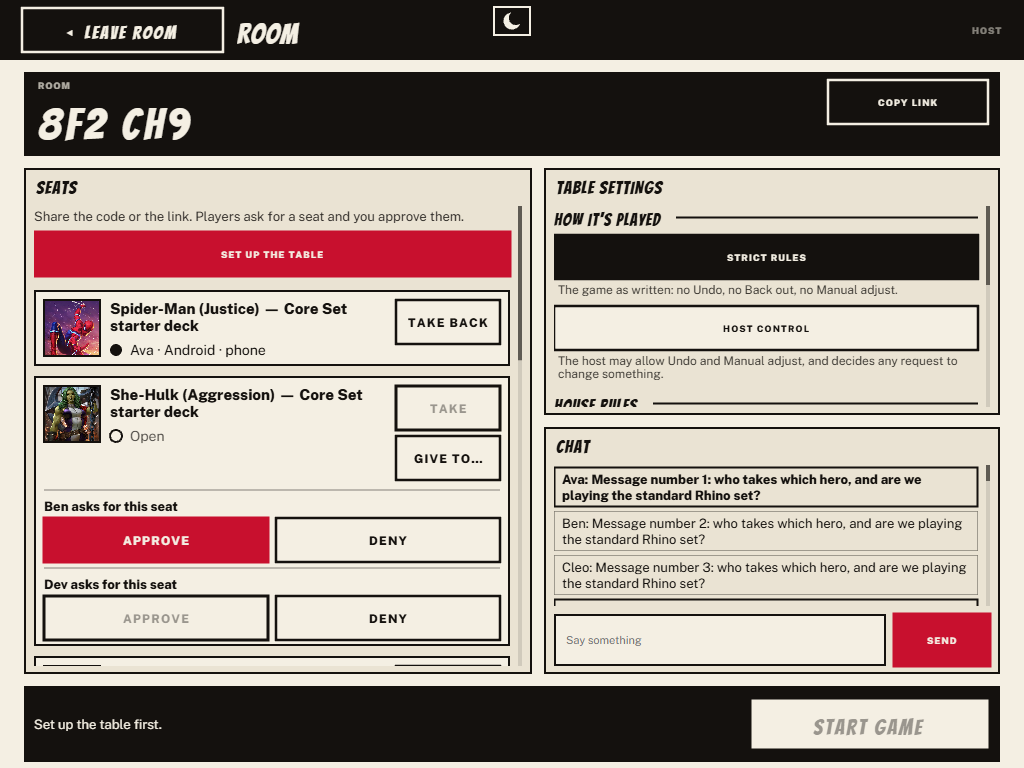 ◂ LEAVE ROOM
ROOM
HOST
ROOM
8F2 CH9
COPY LINK
SEATS
Share the code or the link. Players ask for a seat and you approve them.
SET UP THE TABLE
Spider-Man (Justice) — Core Set
starter deck
Ava · Android · phone
TAKE BACK
She-Hulk (Aggression) — Core Set
starter deck
Open
TAKE
GIVE TO...
Ben asks for this seat
APPROVE
DENY
Dev asks for this seat
APPROVE
DENY
TABLE SETTINGS
HOW IT'S PLAYED
STRICT RULES
The game as written: no Undo, no Back out, no Manual adjust.
HOST CONTROL
The host may allow Undo and Manual adjust, and decides any request to
change something.
HOUSE RULES
CHAT
Ava: Message number 1: who takes which hero, and are we
playing the standard Rhino set?
Ben: Message number 2: who takes which hero, and are we playing
the standard Rhino set?
Cleo: Message number 3: who takes which hero, and are we playing
the standard Rhino set?
Say something
SEND
Set up the table first.
START GAME